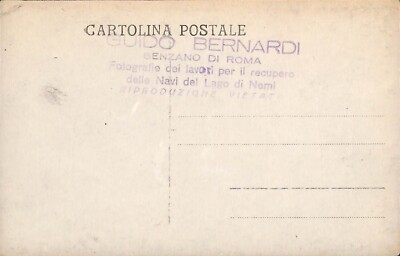 CARTOLINA POSTALE
GUIDO BERNARDI
GENZANO DI ROMA
Fotografie dei lavori per il recupero
delle Navi del Lago di Nemi
RIPRODUZIONE VIETATA